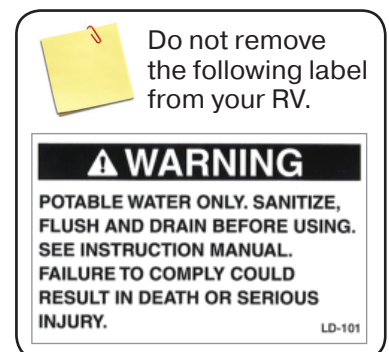 Do not remove
the following label
from your RV.
⚠ WARNING
POTABLE WATER ONLY. SANITIZE,
FLUSH AND DRAIN BEFORE USING.
SEE INSTRUCTION MANUAL.
FAILURE TO COMPLY COULD
RESULT IN DEATH OR SERIOUS
INJURY.
LD-101